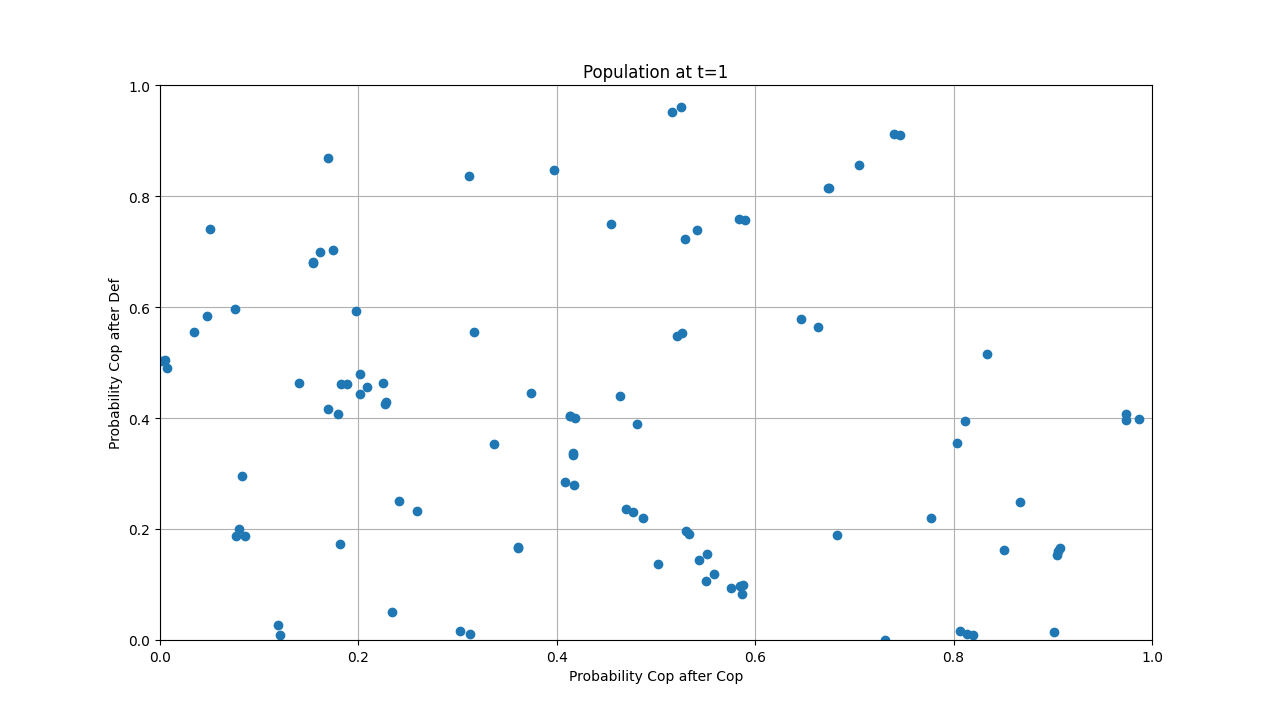 Population at t=1
1.0
0.8
0.6
0.4
0.2
0.0
Probability Cop after Def
0.0 0.2 0.4 0.6 0.8 1.0
Probability Cop after Cop